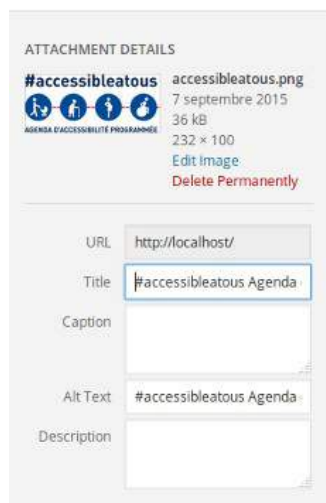 ATTACHMENT DETAILS
#accessibleatous
AGENDA D'ACCESSIBILITÉ PROGRAMMÉE
accessibleatous.png
7 septembre 2015
36 kB
232 × 100
Edit Image
Delete Permanently
URL http://localhost/
Title #accessibleatous Agenda
Caption
Alt Text #accessibleatous Agenda
Description